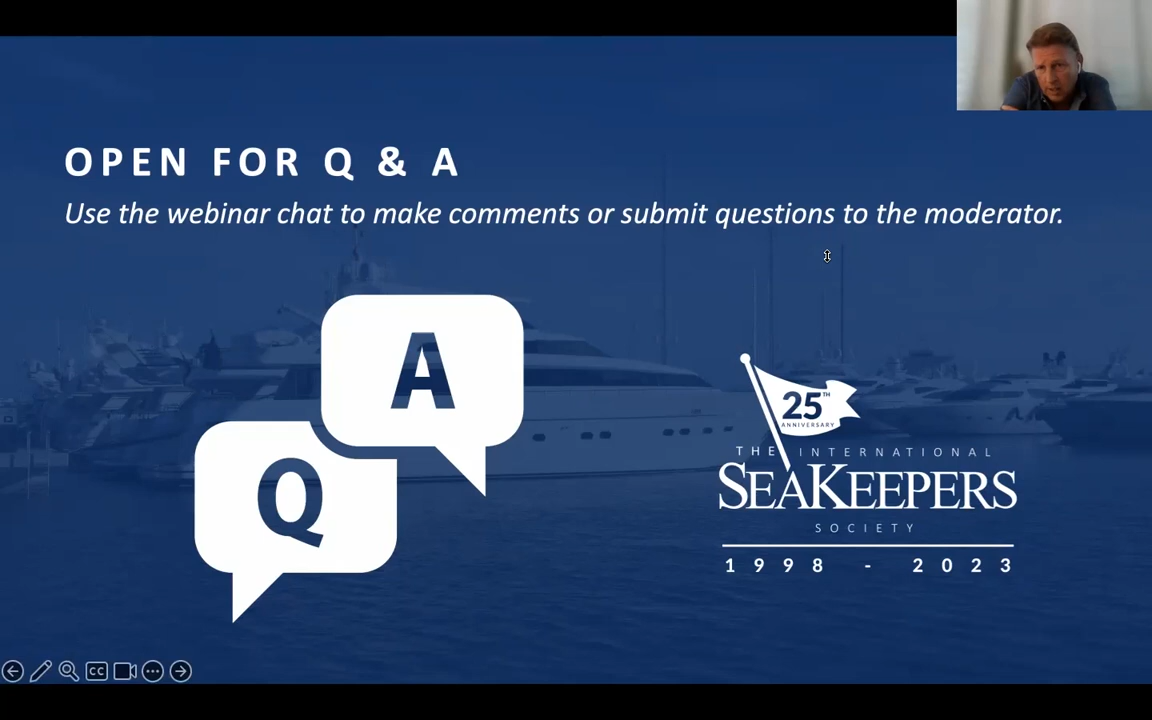 OPEN FOR Q & A
Use the webinar chat to make comments or submit questions to the moderator.
A
Q
25TH
ANNIVERSARY
THE INTERNATIONAL
SEAKEEPERS
SOCIETY
1998 - 2023
CC